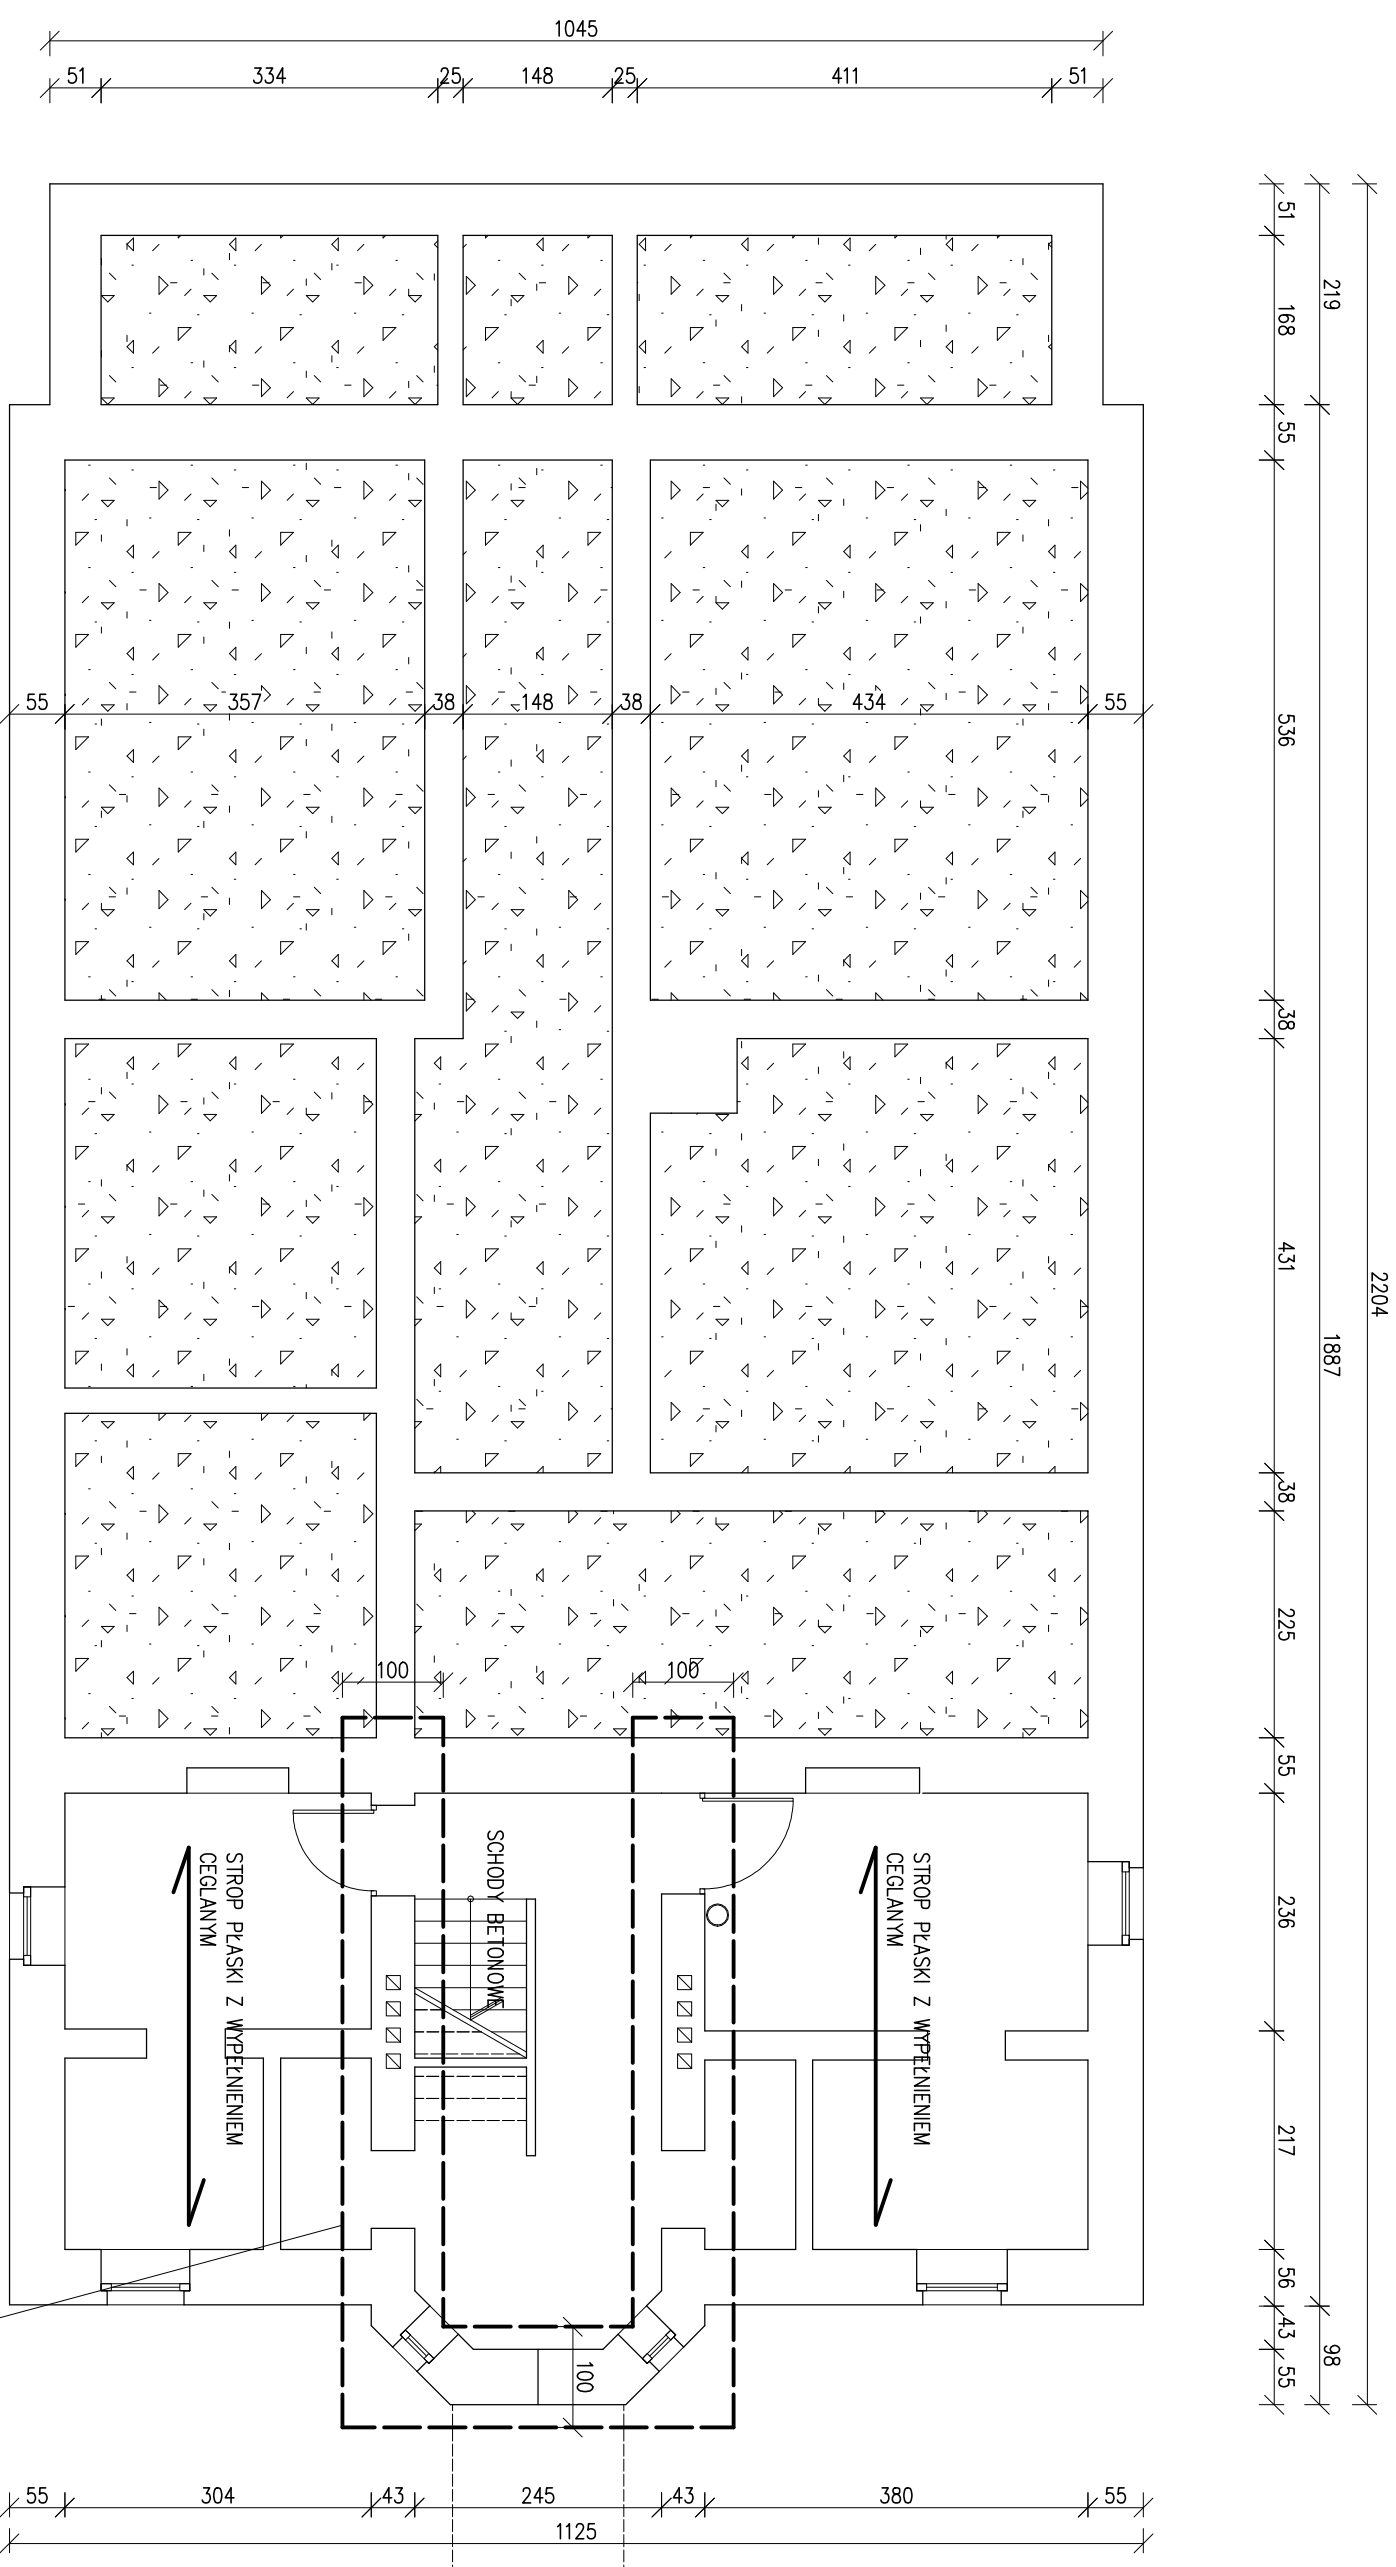 1045
51 334 25 148 25 411 51
51
168
55
536
38
431
38
225
55
236
217
56
43
55
219
1887
98
2204
55 357 38 148 38 434 55
100 100
SCHODY BETONOWE
STROP PŁASKI Z WYPEŁNIENIEM
CEGLANYM
STROP PŁASKI Z WYPEŁNIENIEM
CEGLANYM
100
55 304 43 245 43 380 55
1125